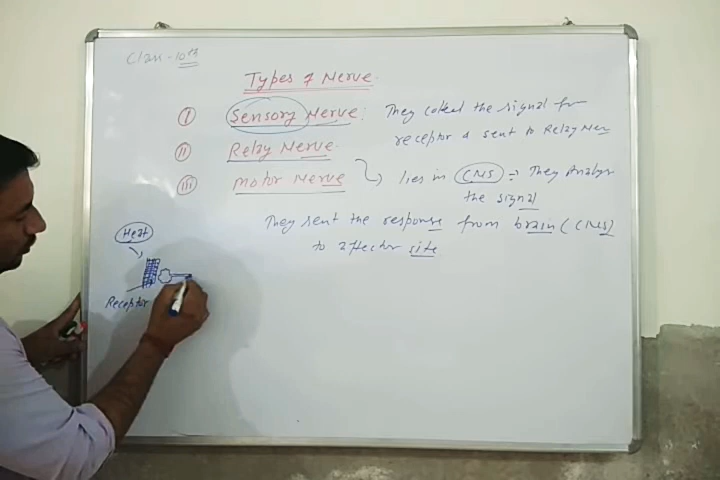 Class - 10th
Types of Nerve
I Sensory Nerve : They collect the signal for
receptor & sent to Relay Ner
II Relay Nerve
lies in CNS : They Analyse
the signal
III motor Nerve
They sent the response from brain (CNS)
to affector site
Heat
Receptor